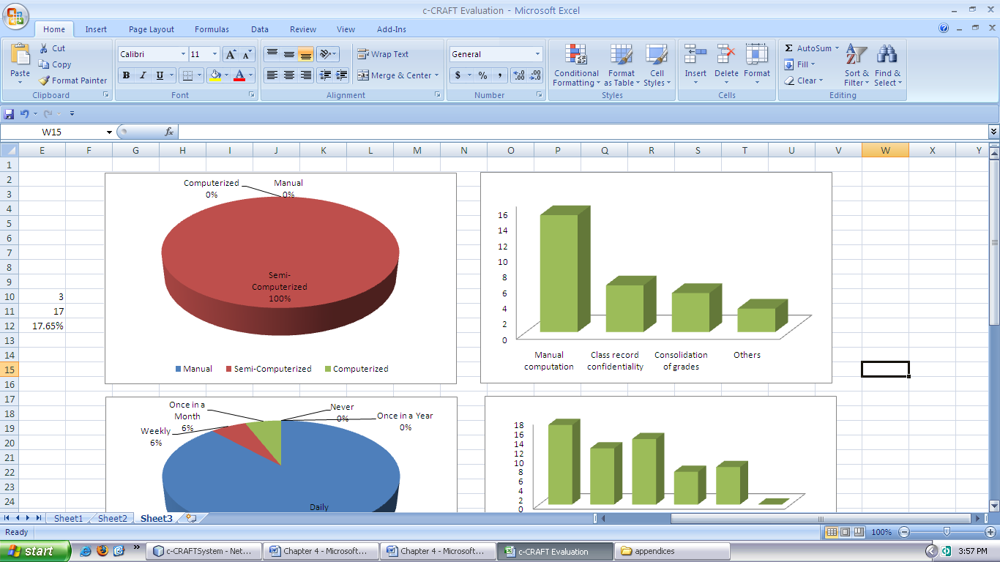 c-CRAFT Evaluation - Microsoft Excel
Home Insert Page Layout Formulas Data Review View Add-Ins
Paste
Cut
Copy
Format Painter
Clipboard
Calibri 11
B I U
Font
Wrap Text
Merge & Center
Alignment
General
$ % ,
Number
Conditional Formatting
Format as Table
Cell Styles
Styles
Insert Delete Format
Cells
Σ AutoSum
Fill
Clear
Sort & Filter
Find & Select
Editing
W15 fx
E F G H I J K L M N O P Q R S T U V W X Y
1
2
3
4
5
6
7
8
9
10 3
11 17
12 17.65%
13
14
15
16
17
18
19
20
21
22
23
24
Computerized
0%
Manual
0%
Semi-
Computerized
100%
Manual Semi-Computerized Computerized
16
14
12
10
8
6
4
2
0
Manual computation
Class record confidentiality
Consolidation of grades
Others
Once in a
Month
6%
Never
0%
Once in a Year
0%
Weekly
6%
Daily
18
16
14
12
10
8
6
4
2
0
Sheet1 Sheet2 Sheet3
Ready 100%
start c-CRAFTSystem - Net... Chapter 4 - Microsoft... Chapter 4 - Microsoft... c-CRAFT Evaluation appendices 3:57 PM